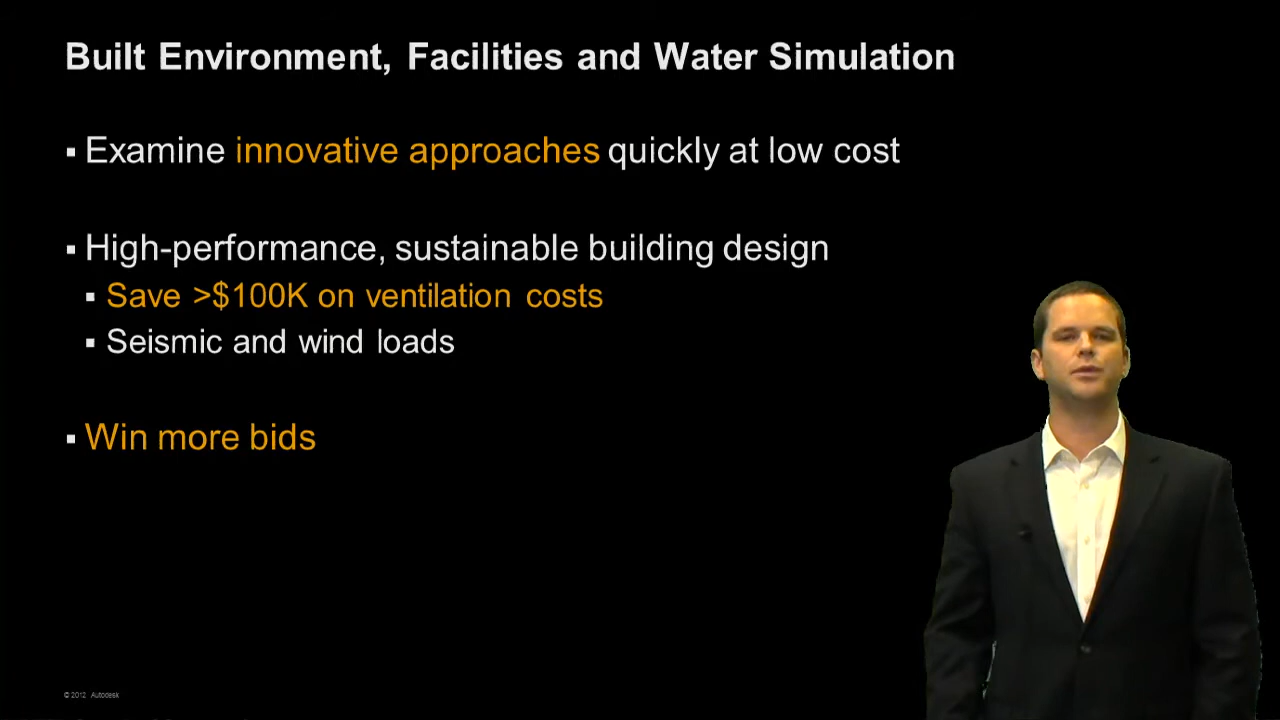 Built Environment, Facilities and Water Simulation
▪ Examine innovative approaches quickly at low cost
▪ High-performance, sustainable building design
▪ Save >$100K on ventilation costs
▪ Seismic and wind loads
▪ Win more bids
© 2012 Autodesk